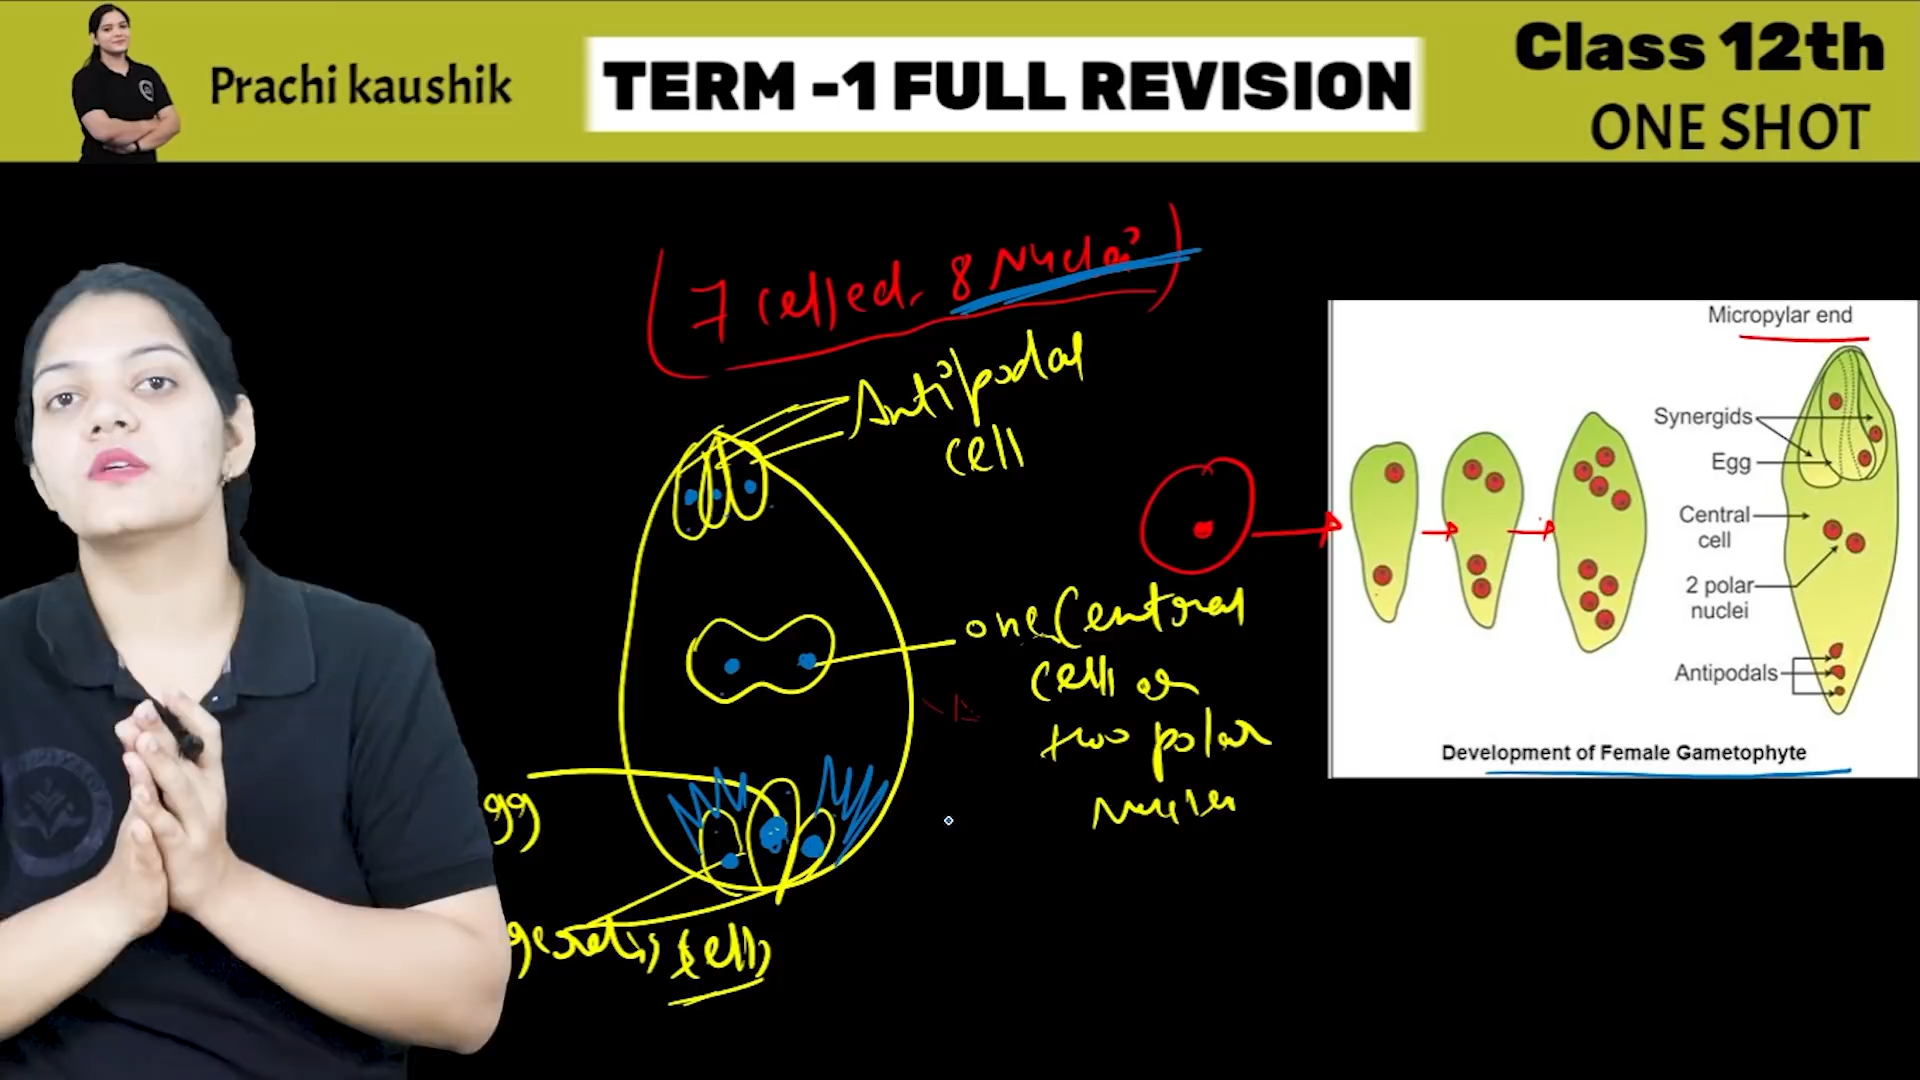 Prachi kaushik
TERM -1 FULL REVISION
Class 12th
ONE SHOT
7 celled, 8 Nuclei
Antipodal
cell
one Central
cell or
two polar
nuclei
gg
cells
Micropylar end
Synergids
Egg
Central
cell
2 polar
nuclei
Antipodals
Development of Female Gametophyte